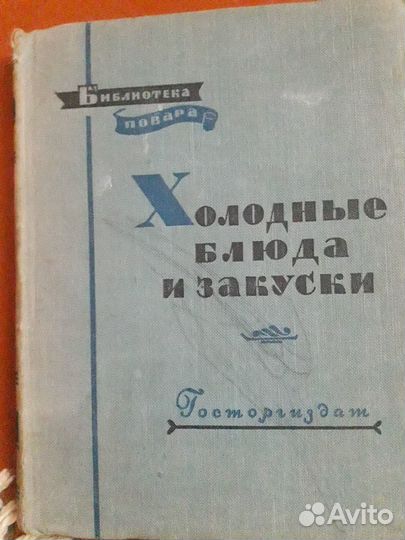 Библиотека
повара
Холодные
блюда
и закуски
Госторгиздат
Avito